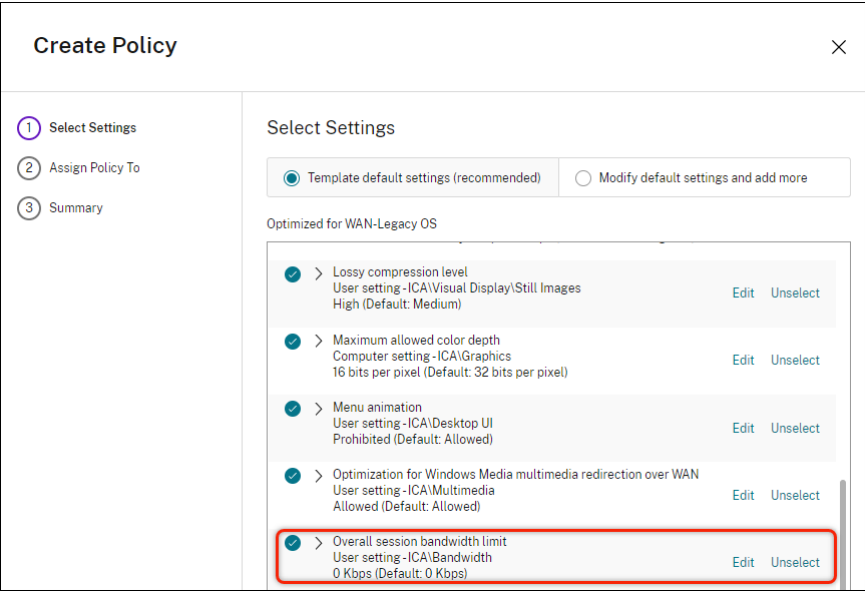 Create Policy
1 Select Settings
2 Assign Policy To
3 Summary
Select Settings
Template default settings (recommended)
Modify default settings and add more
Optimized for WAN-Legacy OS
Lossy compression level
User setting - ICA\Visual Display\Still Images
High (Default: Medium)
Edit Unselect
Maximum allowed color depth
Computer setting - ICA\Graphics
16 bits per pixel (Default: 32 bits per pixel)
Edit Unselect
Menu animation
User setting - ICA\Desktop UI
Prohibited (Default: Allowed)
Edit Unselect
Optimization for Windows Media multimedia redirection over WAN
User setting - ICA\Multimedia
Allowed (Default: Allowed)
Edit Unselect
Overall session bandwidth limit
User setting - ICA\Bandwidth
0 Kbps (Default: 0 Kbps)
Edit Unselect